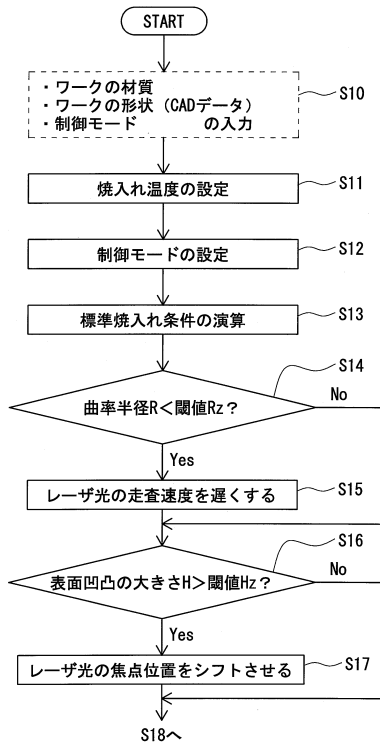 START
・ワークの材質
・ワークの形状（CADデータ）
・制御モード　　の入力
S10
焼入れ温度の設定
S11
制御モードの設定
S12
標準焼入れ条件の演算
S13
曲率半径R＜閾値Rz？
S14
No
Yes
レーザ光の走査速度を遅くする
S15
表面凹凸の大きさH＞閾値Hz？
S16
No
Yes
レーザ光の焦点位置をシフトさせる
S17
S18へ